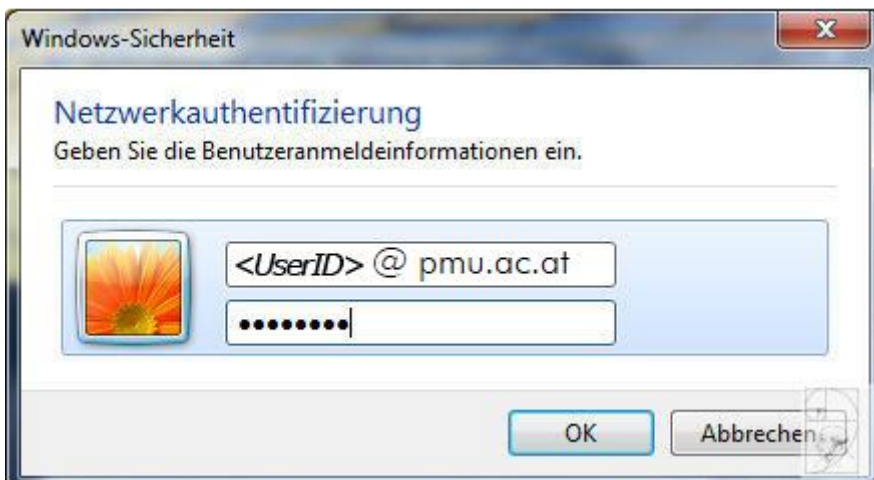 Windows-Sicherheit
Netzwerkauthentifizierung
Geben Sie die Benutzeranmeldeinformationen ein.
<UserID> @ pmu.ac.at
••••••••
OK
Abbrechen